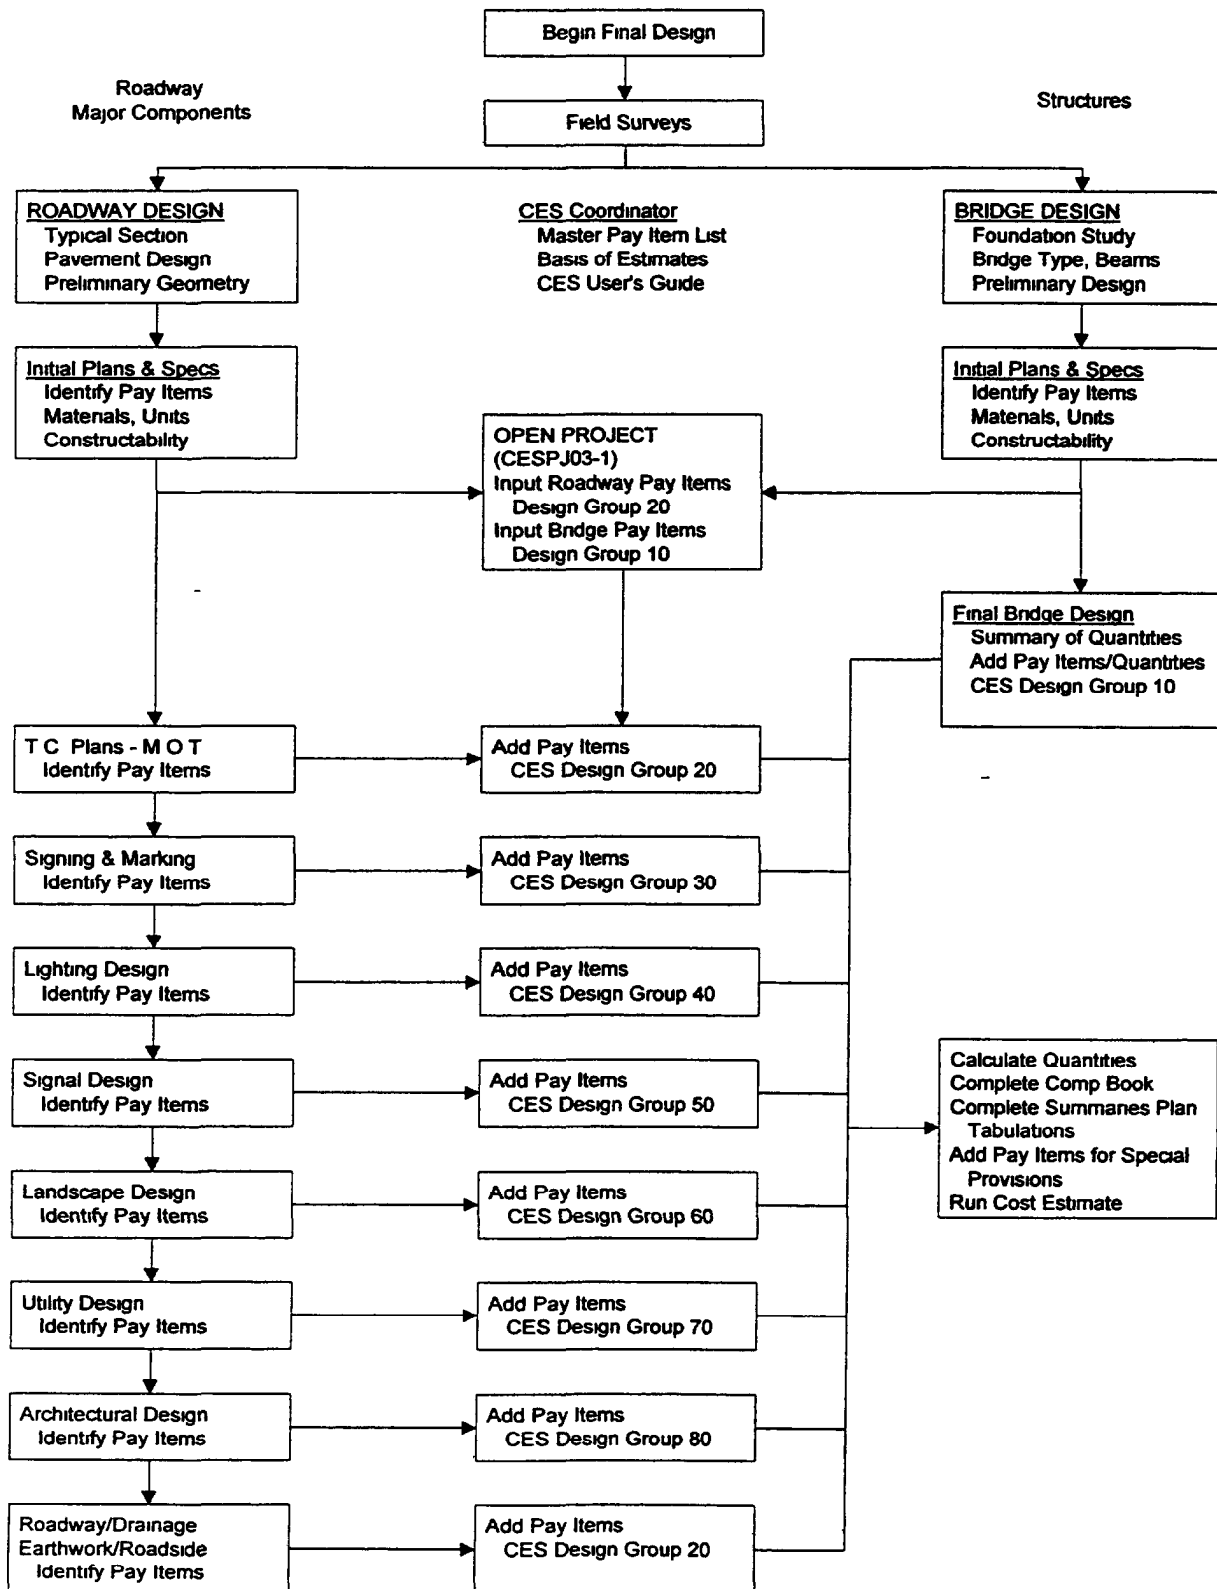 Begin Final Design
Roadway
Major Components
Structures
Field Surveys
ROADWAY DESIGN
Typical Section
Pavement Design
Preliminary Geometry
CES Coordinator
Master Pay Item List
Basis of Estimates
CES User's Guide
BRIDGE DESIGN
Foundation Study
Bridge Type, Beams
Preliminary Design
Initial Plans & Specs
Identify Pay Items
Materials, Units
Constructability
OPEN PROJECT
(CESPJ03-1)
Input Roadway Pay Items
Design Group 20
Input Bridge Pay Items
Design Group 10
Initial Plans & Specs
Identify Pay Items
Materials, Units
Constructability
Final Bridge Design
Summary of Quantities
Add Pay Items/Quantities
CES Design Group 10
T C Plans - M O T
Identify Pay Items
Add Pay Items
CES Design Group 20
Signing & Marking
Identify Pay Items
Add Pay Items
CES Design Group 30
Lighting Design
Identify Pay Items
Add Pay Items
CES Design Group 40
Signal Design
Identify Pay Items
Add Pay Items
CES Design Group 50
Calculate Quantities
Complete Comp Book
Complete Summaries Plan
Tabulations
Add Pay Items for Special
Provisions
Run Cost Estimate
Landscape Design
Identify Pay Items
Add Pay Items
CES Design Group 60
Utility Design
Identify Pay Items
Add Pay Items
CES Design Group 70
Architectural Design
Identify Pay Items
Add Pay Items
CES Design Group 80
Roadway/Drainage
Earthwork/Roadside
Identify Pay Items
Add Pay Items
CES Design Group 20